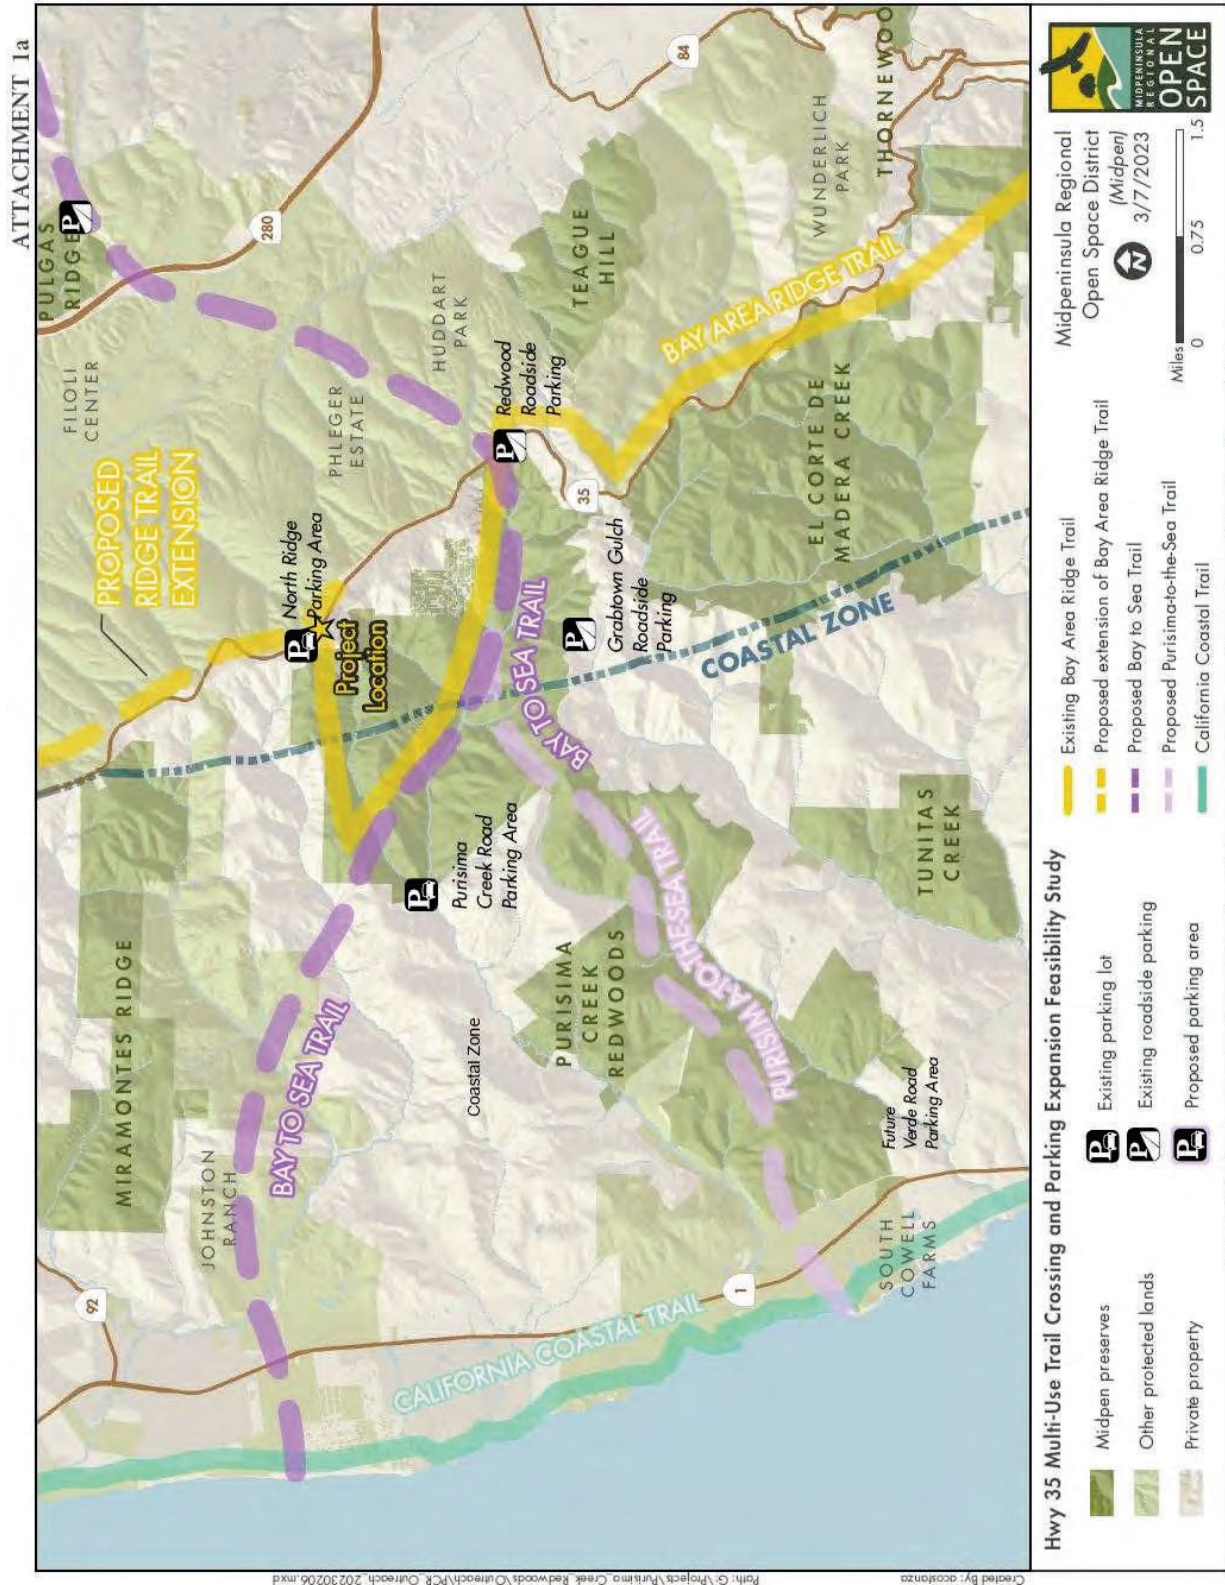 ATTACHMENT 1a
PULGAS
RIDGE
FILOLI
CENTER
280
84
PROPOSED
RIDGE TRAIL
EXTENSION
PHLEGER
ESTATE
HUDDART
PARK
TEAGUE
HILL
WUNDERLICH
PARK
THORNEWOO
North Ridge
Parking Area
Redwood
Roadside
Parking
BAY AREA RIDGE TRAIL
Project
Location
35
EL CORTE DE
MADERA CREEK
Grabtown Gulch
Roadside
Parking
BAY TO SEA TRAIL
COASTAL ZONE
MIRAMONTES RIDGE
Purisima
Creek Road
Parking Area
PURISIMA
CREEK
REDWOODS
PURISIMA-TO-THE-SEA TRAIL
TUNITAS
CREEK
JOHNSTON
RANCH
BAY TO SEA TRAIL
Coastal Zone
Future
Verde Road
Parking Area
92
1
CALIFORNIA COASTAL TRAIL
SOUTH
COWELL
FARMS
Hwy 35 Multi-Use Trail Crossing and Parking Expansion Feasibility Study
Midpen preserves
Other protected lands
Private property
P
Existing parking lot
P
Existing roadside parking
P
Proposed parking area
Existing Bay Area Ridge Trail
Proposed extension of Bay Area Ridge Trail
Proposed Bay to Sea Trail
Proposed Purisima-to-the-Sea Trail
California Coastal Trail
Midpeninsula Regional
Open Space District
(Midpen)
3/7/2023
N
Miles
0 0.75 1.5
MIDPENINSULA
REGIONAL
OPEN
SPACE
Path: G:\Projects\Purisima_Creek_Redwoods\Outreach\PCR_Outreach_20230206.mxd
Created By: acostanza